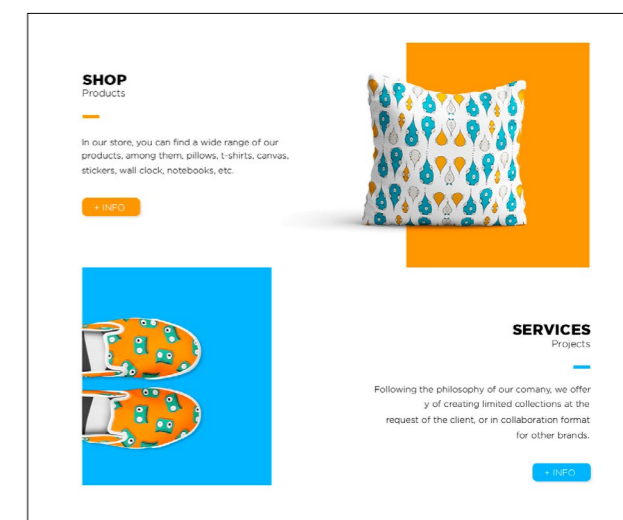 SHOP
Products
In our store, you can find a wide range of our
products, among them, pillows, t-shirts, canvas,
stickers, wall clock, notebooks, etc.
+ INFO
SERVICES
Projects
Following the philosophy of our comany, we offer
y of creating limited collections at the
request of the client, or in collaboration format
for other brands.
+ INFO